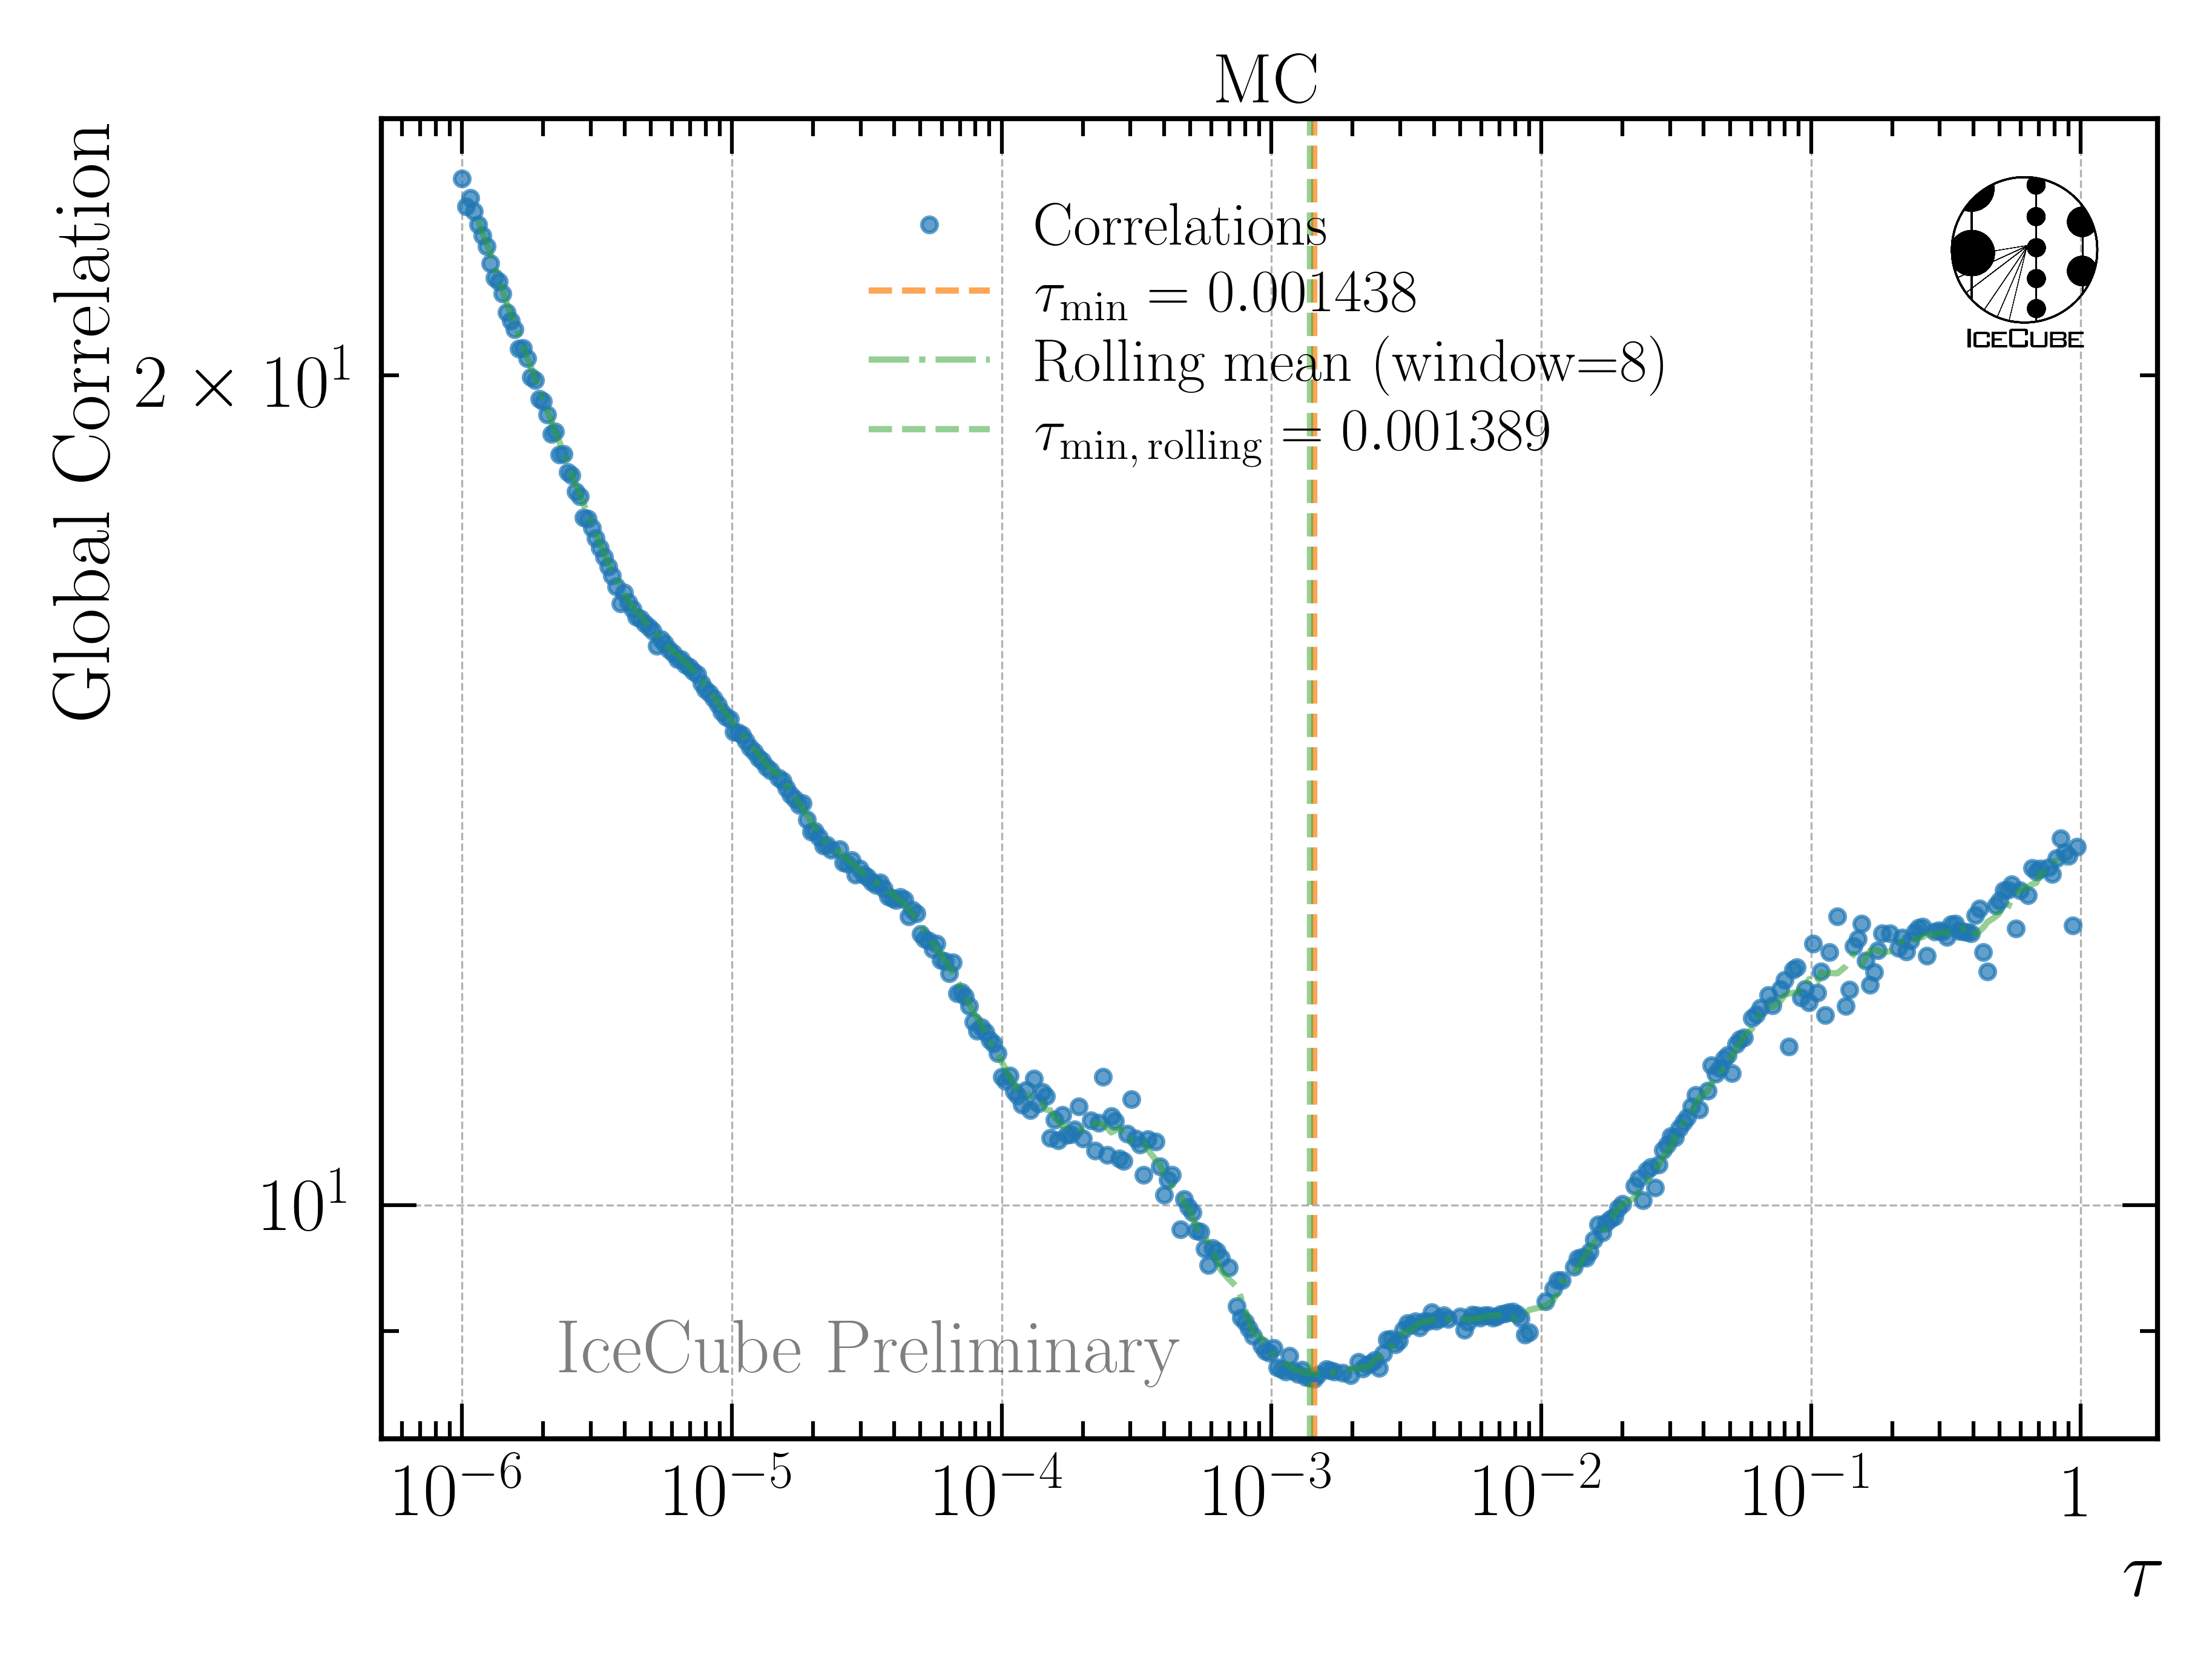 MC
Global Correlation
Correlations
τ_min = 0.001438
Rolling mean (window=8)
τ_min, rolling = 0.001389
ICECUBE
2 × 10^1
10^1
IceCube Preliminary
10^−6 10^−5 10^−4 10^−3 10^−2 10^−1 1
τ